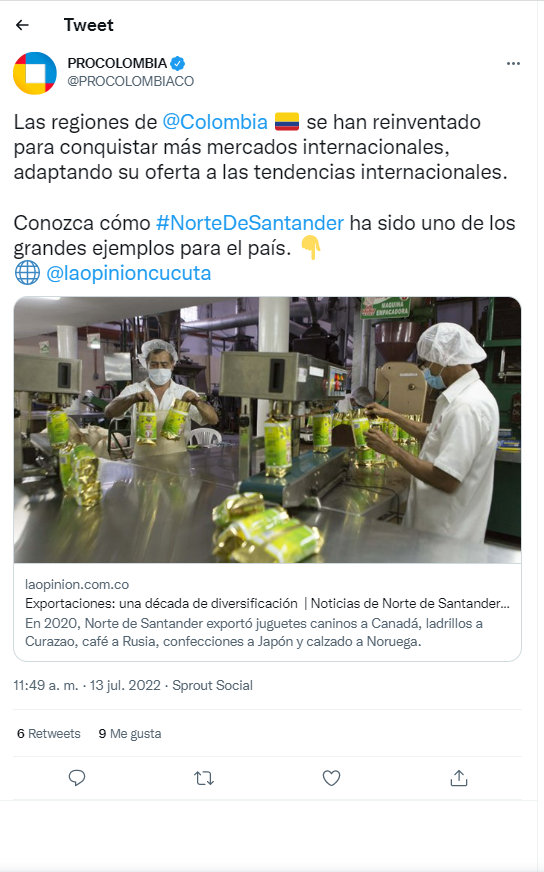 Tweet
PROCOLOMBIA
@PROCOLOMBIACO
Las regiones de @Colombia 🇨🇴 se han reinventado
para conquistar más mercados internacionales,
adaptando su oferta a las tendencias internacionales.
Conozca cómo #NorteDeSantander ha sido uno de los
grandes ejemplos para el país. 👇
🌐 @laopinioncucuta
MAQUINA
EMPACADORA
laopinion.com.co
Exportaciones: una década de diversificación | Noticias de Norte de Santander...
En 2020, Norte de Santander exportó juguetes caninos a Canadá, ladrillos a
Curazao, café a Rusia, confecciones a Japón y calzado a Noruega.
11:49 a. m. · 13 jul. 2022 · Sprout Social
6 Retweets 9 Me gusta